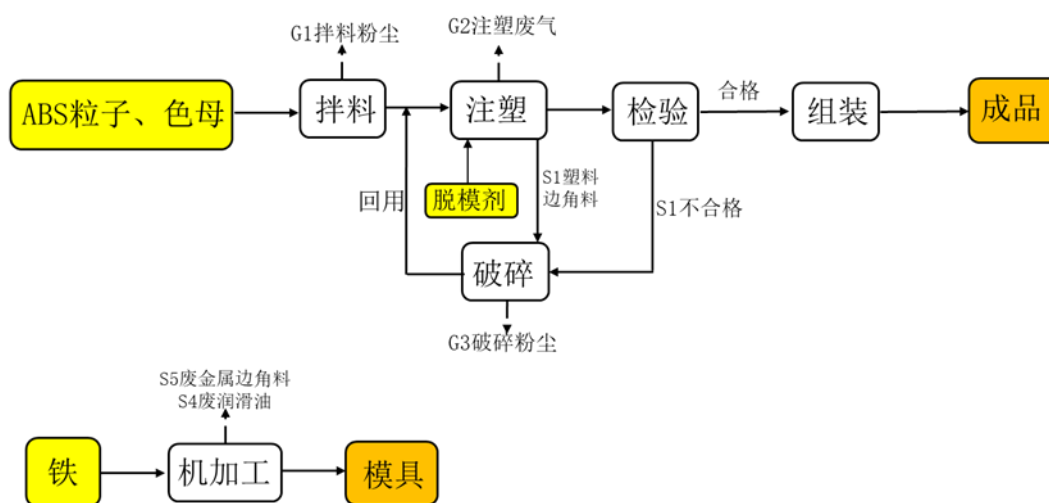 G1拌料粉尘
G2注塑废气
ABS粒子、色母
拌料
注塑
检验
合格
组装
成品
回用
脱模剂
S1塑料
边角料
S1不合格
破碎
G3破碎粉尘
S5废金属边角料
S4废润滑油
铁
机加工
模具